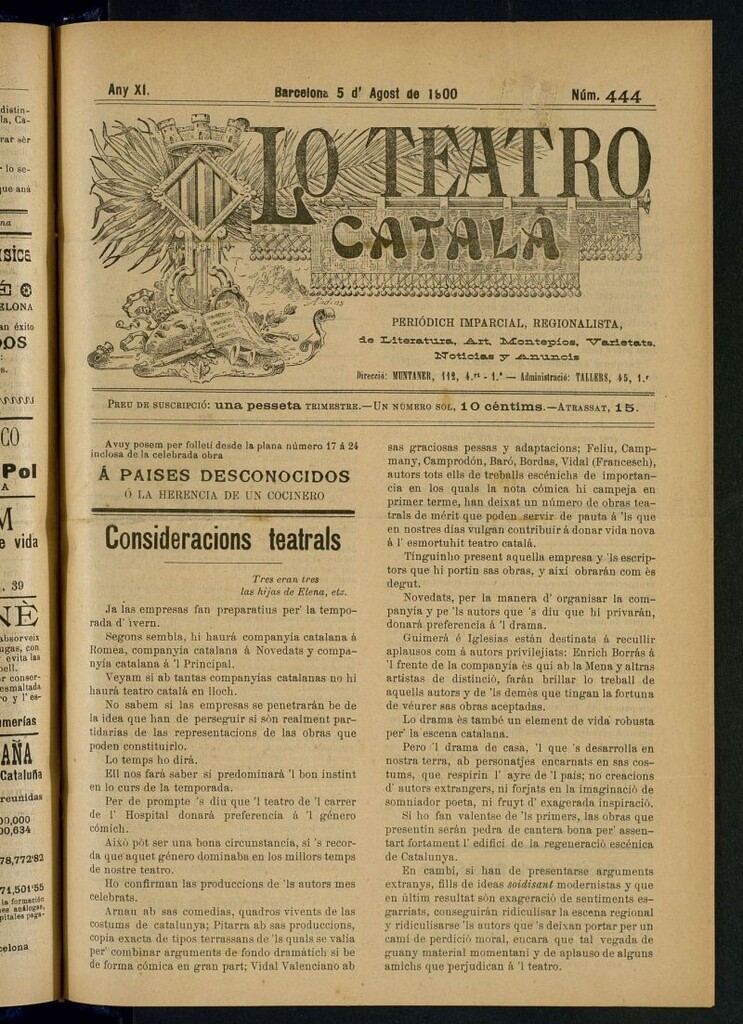 Any XI.
Barcelona 5 d' Agost de 1900
Núm. 444
LO TEATRO
CATALÁ
PERIÓDICH IMPARCIAL, REGIONALISTA,
de Literatura, Art, Montepíos, Varietats,
Noticias y Anuncis
Direcció: MUNTANER, 112, 4.rt - 1.ª — Administració: TALLERS, 45, 1.r
PREU DE SUSCRIPCIÓ: una pesseta TRIMESTRE.—UN NÚMERO SOL, 10 céntims.—ATRASSAT, 15.
Avuy posem per folletí desde la plana número 17 á 24
inclosa de la celebrada obra
Á PAISES DESCONOCIDOS
Ó LA HERENCIA DE UN COCINERO
Consideracions teatrals
Tres eran tres
las hijas de Elena, etz.
Ja las empresas fan preparatius per' la tempo-
rada d' ivern.
Segons sembla, hi haurá companyía catalana á
Romea, companyía catalana á Novedats y compa-
nyía catalana á 'l Principal.
Veyam si ab tantas companyías catalanas no hi
haurá teatro catalá en lloch.
No sabem si las empresas se penetrarán be de
la idea que han de perseguir si són realment par-
tidarias de las representacions de las obras que
poden constituirlo.
Lo temps ho dirá.
Ell nos fará saber si predominará 'l bon instint
en lo curs de la temporada.
Per de prompte 's diu que 'l teatro de 'l carrer
de l' Hospital donará preferencia á 'l género
cómich.
Aixó pót ser una bona circunstancia, si 's recor-
da que aquet género dominaba en los millors temps
de nostre teatro.
Ho confirman las produccions de 'ls autors mes
celebrats.
Arnau ab sas comedias, quadros vivents de las
costums de catalunya; Pitarra ab sas produccions,
copia exacta de tipos terrassans de 'ls quals se valía
per' combinar arguments de fondo dramátich si be
de forma cómica en gran part; Vidal Valenciano ab
sas graciosas pessas y adaptacions; Feliu, Camp-
many, Camprodón, Baró, Bordas, Vidal (Francesch),
autors tots ells de treballs escénichs de importan-
cia en los quals la nota cómica hi campeja en
primer terme, han deixat un número de obras tea-
trals de mérit que poden servir de pauta á 'ls que
en nostres días vulgan contribuir á donar vida nova
á l' esmortuhit teatro catalá.
Tinguinho present aquella empresa y 'ls escrip-
tors que hi portin sas obras, y així obrarán com és
degut.
Novedats, per la manera d' organisar la com-
panyía y pe 'ls autors que 's diu que hi privarán,
donará preferencia á 'l drama.
Guimerá é Iglesias están destinats á recullir
aplausos com á autors privilejiats: Enrich Borrás á
'l frente de la companyía és qui ab la Mena y altras
artistas de distinció, farán brillar lo treball de
aquells autors y de 'ls demès que tingan la fortuna
de véurer sas obras aceptadas.
Lo drama ès també un element de vida robusta
per' la escena catalana.
Pero 'l drama de casa, 'l que 's desarrolla en
nostra terra, ab personatjes encarnats en sas cos-
tums, que respirin l' ayre de 'l país; no creacions
d' autors extrangers, ni forjats en la imaginació de
somniador poeta, ni fruyt d' exagerada inspiració.
Si ho fan valentse de 'ls primers, las obras que
presentin serán pedra de cantera bona per' assen-
tart fortament l' edifici de la regeneració escénica
de Catalunya.
En cambi, si han de presentarse arguments
extranys, fills de ideas soidisant modernistas y que
en últim resultat són exageració de sentiments es-
garriats, conseguirán ridiculisar la escena regional
y ridiculisarse 'ls autors que 's deixan portar per un
camí de perdició moral, encara que tal vegada de
guany material momentani y de aplauso de alguns
amichs que perjudican á 'l teatro.